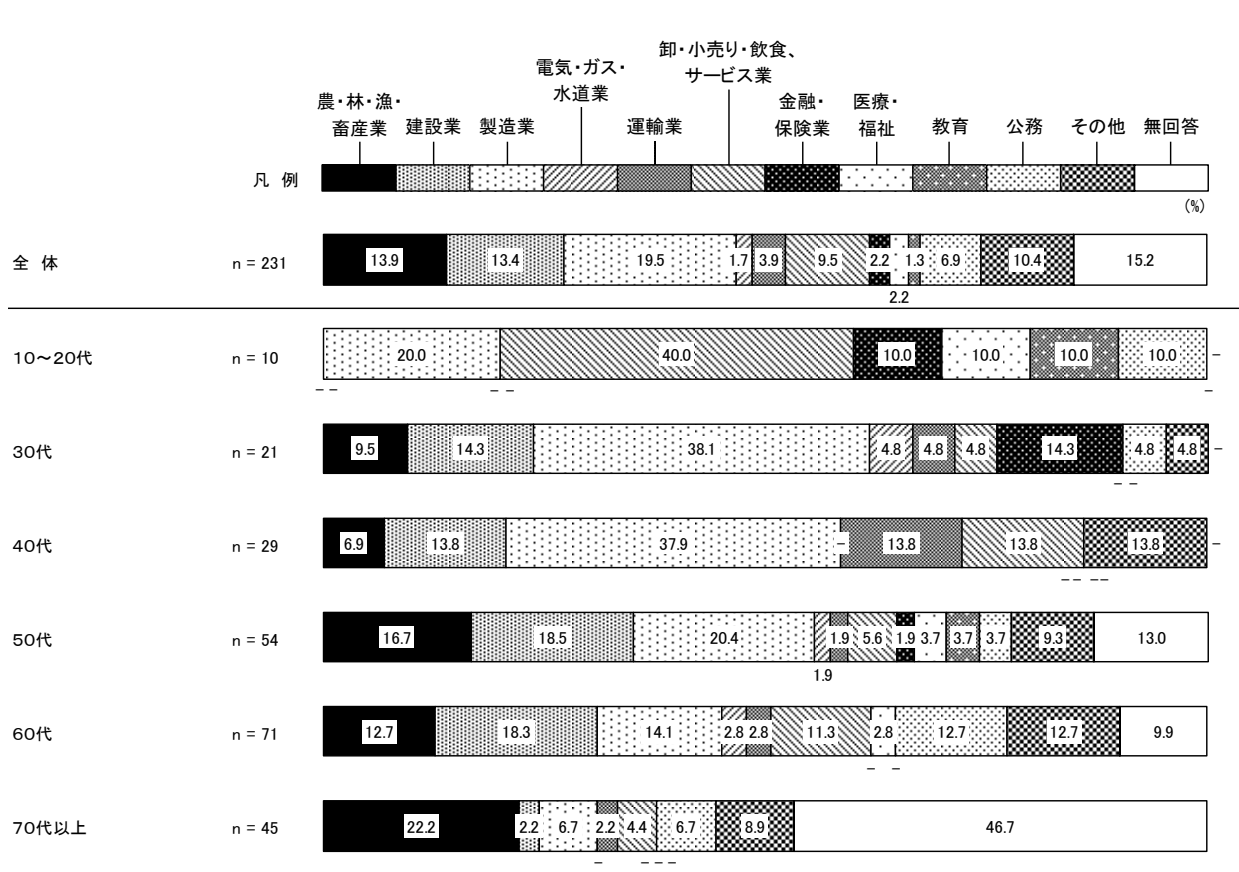 卸・小売り・飲食、
サービス業
電気・ガス・
水道業
農・林・漁・
畜産業
建設業
製造業
運輸業
金融・
保険業
医療・
福祉
教育
公務
その他
無回答
凡 例
(%)
全 体 n = 231 13.9 13.4 19.5 1.7 3.9 9.5 2.2 1.3 6.9 10.4 15.2
2.2
10～20代 n = 10 20.0 40.0 10.0 10.0 10.0 10.0 －
－ － － － －
30代 n = 21 9.5 14.3 38.1 4.8 4.8 4.8 14.3 4.8 4.8 －
－ －
40代 n = 29 6.9 13.8 37.9 － 13.8 13.8 13.8 －
－ － － －
50代 n = 54 16.7 18.5 20.4 1.9 5.6 1.9 3.7 3.7 3.7 9.3 13.0
1.9
60代 n = 71 12.7 18.3 14.1 2.8 2.8 11.3 2.8 12.7 12.7 9.9
－ －
70代以上 n = 45 22.2 2.2 6.7 2.2 4.4 6.7 8.9 46.7
－ － － －